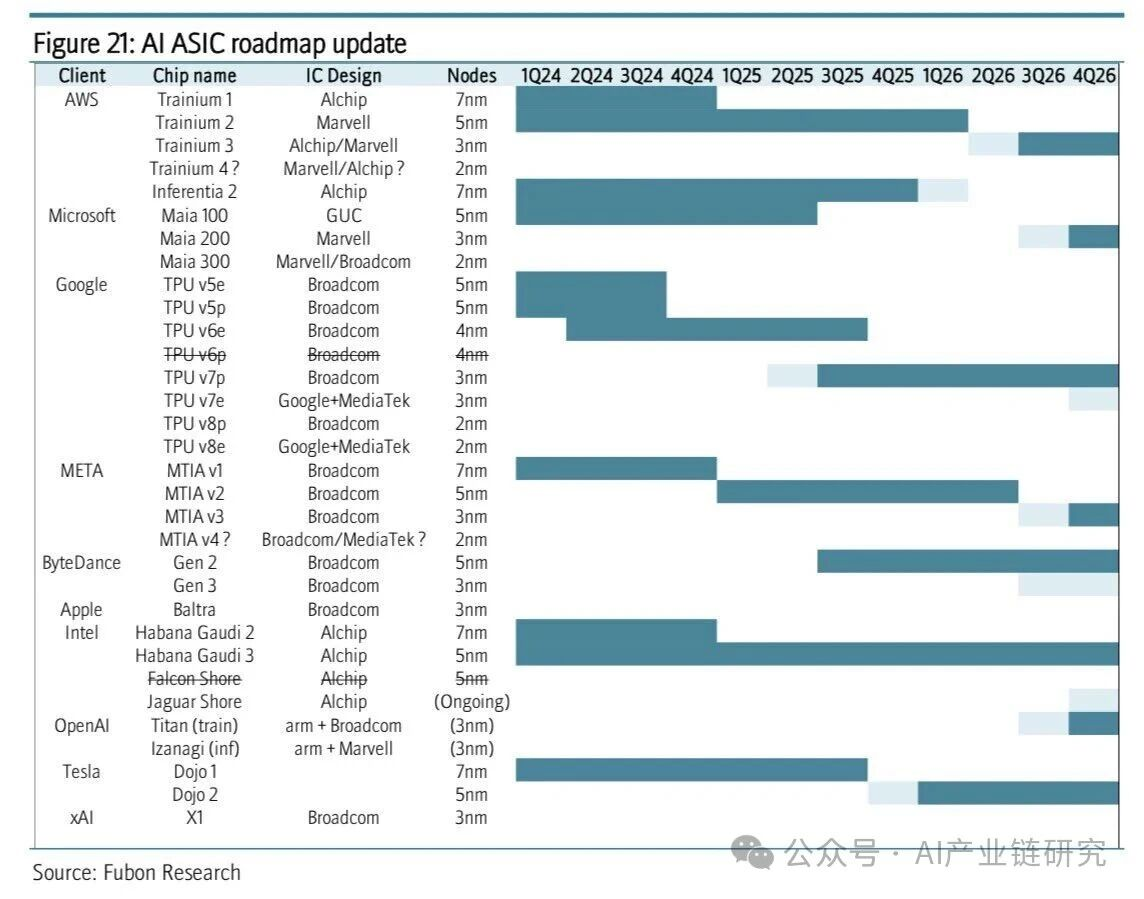 Figure 21: AI ASIC roadmap update
Client Chip name IC Design Nodes 1Q24 2Q24 3Q24 4Q24 1Q25 2Q25 3Q25 4Q25 1Q26 2Q26 3Q26 4Q26
AWS Trainium 1 Alchip 7nm
Trainium 2 Marvell 5nm
Trainium 3 Alchip/Marvell 3nm
Trainium 4? Marvell/Alchip? 2nm
Inferentia 2 Alchip 7nm
Microsoft Maia 100 GUC 5nm
Maia 200 Marvell 3nm
Maia 300 Marvell/Broadcom 2nm
Google TPU v5e Broadcom 5nm
TPU v5p Broadcom 5nm
TPU v6e Broadcom 4nm
TPU v6p Broadcom 4nm
TPU v7p Broadcom 3nm
TPU v7e Google+MediaTek 3nm
TPU v8p Broadcom 2nm
TPU v8e Google+MediaTek 2nm
META MTIA v1 Broadcom 7nm
MTIA v2 Broadcom 5nm
MTIA v3 Broadcom 3nm
MTIA v4? Broadcom/MediaTek? 2nm
ByteDance Gen 2 Broadcom 5nm
Gen 3 Broadcom 3nm
Apple Baltra Broadcom 3nm
Intel Habana Gaudi 2 Alchip 7nm
Habana Gaudi 3 Alchip 5nm
Falcon Shore Alchip 5nm
Jaguar Shore Alchip (Ongoing)
OpenAI Titan (train) arm + Broadcom (3nm)
Izanagi (inf) arm + Marvell (3nm)
Tesla Dojo 1 7nm
Dojo 2 5nm
xAI X1 Broadcom 3nm
公众号 · AI产业链研究
Source: Fubon Research